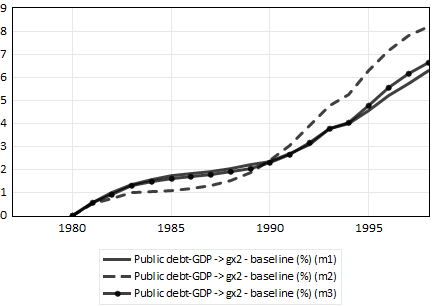 9
8
7
6
5
4
3
2
1
0
1980 1985 1990 1995
Public debt-GDP -> gx2 - baseline (%) (m1)
Public debt-GDP -> gx2 - baseline (%) (m2)
Public debt-GDP -> gx2 - baseline (%) (m3)